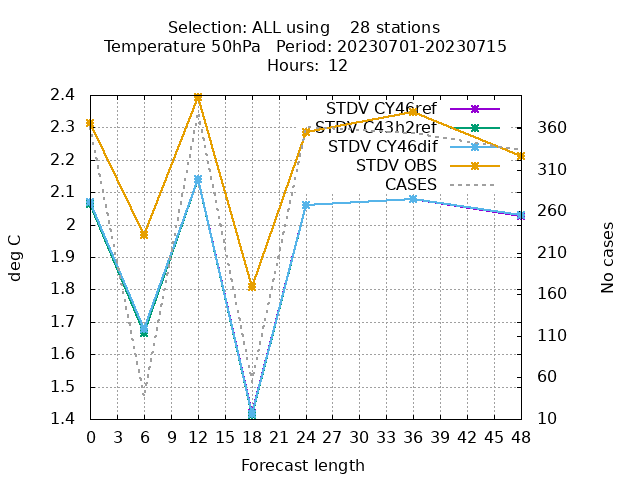 Selection: ALL using    28 stations
Temperature 50hPa   Period: 20230701-20230715
Hours:  12
deg C
2.4
2.3
2.2
2.1
2
1.9
1.8
1.7
1.6
1.5
1.4
STDV CY46ref
STDV C43h2ref
STDV CY46dif
STDV OBS
CASES
360
310
260
210
160
110
60
10
No cases
0 3 6 9 12 15 18 21 24 27 30 33 36 39 42 45 48
Forecast length